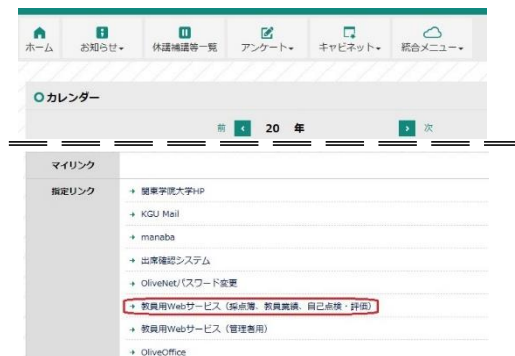 ホーム お知らせ 休講補講等一覧 アンケート キャビネット 統合メニュー
カレンダー
前 20 年 次
マイリンク
指定リンク 関東学院大学HP
KGU Mail
manaba
出席確認システム
OliveNetパスワード変更
教員用Webサービス（採点簿、教員業績、自己点検・評価）
教員用Webサービス（管理者用）
OliveOffice